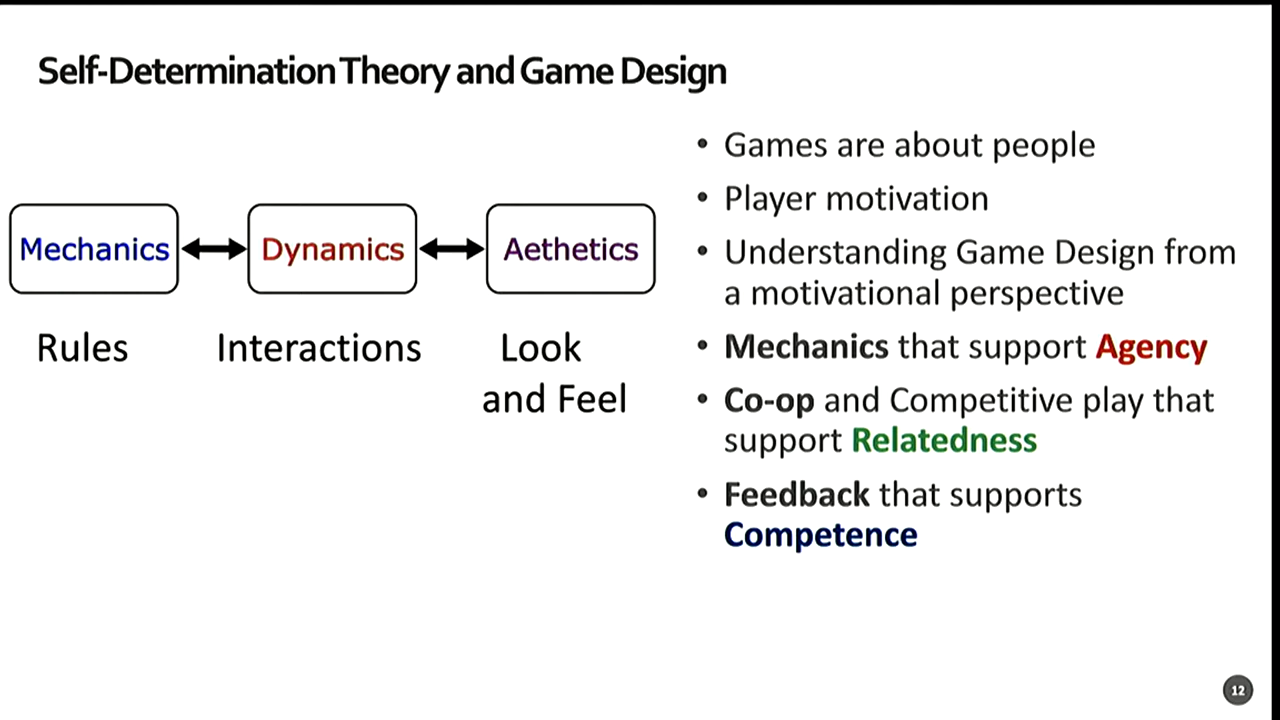 Self-Determination Theory and Game Design
Mechanics
Dynamics
Aethetics
Rules
Interactions
Look
and Feel
• Games are about people
• Player motivation
• Understanding Game Design from
a motivational perspective
• Mechanics that support Agency
• Co-op and Competitive play that
support Relatedness
• Feedback that supports
Competence
12